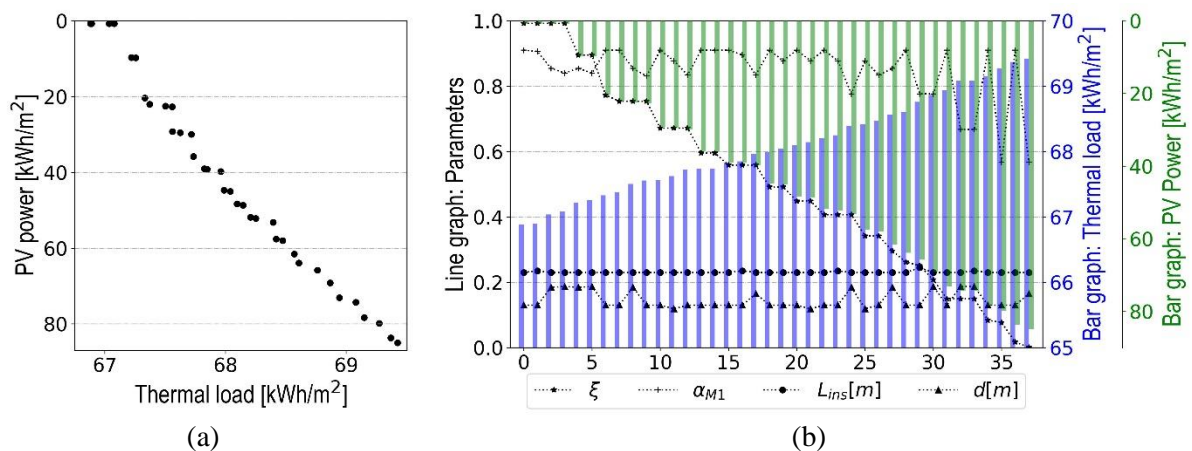 0
20
40
60
80
PV power [kWh/m²]
67 68 69
Thermal load [kWh/m²]
(a)
1.0
0.8
0.6
0.4
0.2
0.0
Line graph: Parameters
0 5 10 15 20 25 30 35
70
69
68
67
66
65
Bar graph: Thermal load [kWh/m²]
0
20
40
60
80
Bar graph: PV Power [kWh/m²]
ξ α_M1 L_ins[m] d[m]
(b)